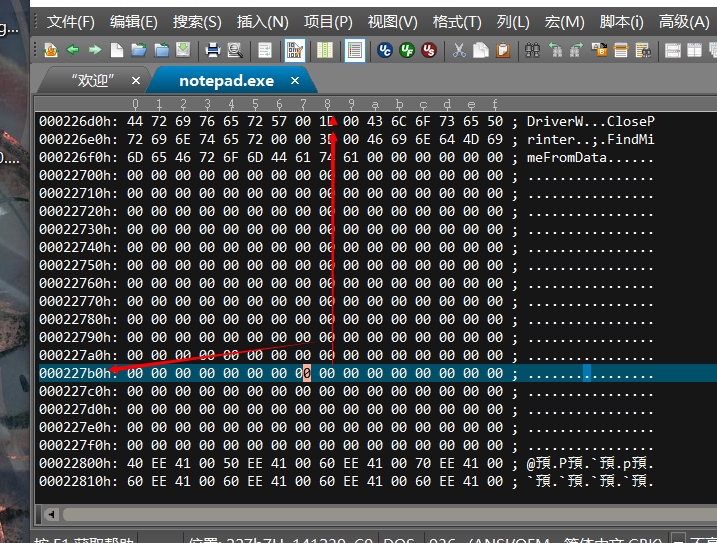 g...
0....
文件(F) 编辑(E) 搜索(S) 插入(N) 项目(P) 视图(V) 格式(T) 列(L) 宏(M) 脚本(i) 高级(A)
“欢迎” × notepad.exe ×
0 1 2 3 4 5 6 7 8 9 a b c d e f
000226d0h: 44 72 69 76 65 72 57 00 1D 00 43 6C 6F 73 65 50 ; DriverW...CloseP
000226e0h: 72 69 6E 74 65 72 00 00 3B 00 46 69 6E 64 4D 69 ; rinter..;.FindMi
000226f0h: 6D 65 46 72 6F 6D 44 61 74 61 00 00 00 00 00 00 ; meFromData......
00022700h: 00 00 00 00 00 00 00 00 00 00 00 00 00 00 00 00 ; ................
00022710h: 00 00 00 00 00 00 00 00 00 00 00 00 00 00 00 00 ; ................
00022720h: 00 00 00 00 00 00 00 00 00 00 00 00 00 00 00 00 ; ................
00022730h: 00 00 00 00 00 00 00 00 00 00 00 00 00 00 00 00 ; ................
00022740h: 00 00 00 00 00 00 00 00 00 00 00 00 00 00 00 00 ; ................
00022750h: 00 00 00 00 00 00 00 00 00 00 00 00 00 00 00 00 ; ................
00022760h: 00 00 00 00 00 00 00 00 00 00 00 00 00 00 00 00 ; ................
00022770h: 00 00 00 00 00 00 00 00 00 00 00 00 00 00 00 00 ; ................
00022780h: 00 00 00 00 00 00 00 00 00 00 00 00 00 00 00 00 ; ................
00022790h: 00 00 00 00 00 00 00 00 00 00 00 00 00 00 00 00 ; ................
000227a0h: 00 00 00 00 00 00 00 00 00 00 00 00 00 00 00 00 ; ................
000227b0h: 00 00 00 00 00 00 00 00 00 00 00 00 00 00 00 00 ; ................
000227c0h: 00 00 00 00 00 00 00 00 00 00 00 00 00 00 00 00 ; ................
000227d0h: 00 00 00 00 00 00 00 00 00 00 00 00 00 00 00 00 ; ................
000227e0h: 00 00 00 00 00 00 00 00 00 00 00 00 00 00 00 00 ; ................
000227f0h: 00 00 00 00 00 00 00 00 00 00 00 00 00 00 00 00 ; ................
00022800h: 40 EE 41 00 50 EE 41 00 60 EE 41 00 70 EE 41 00 ; @預.P預.`預.p預.
00022810h: 60 EE 41 00 60 EE 41 00 60 EE 41 00 60 EE 41 00 ; `預.`預.`預.`預.